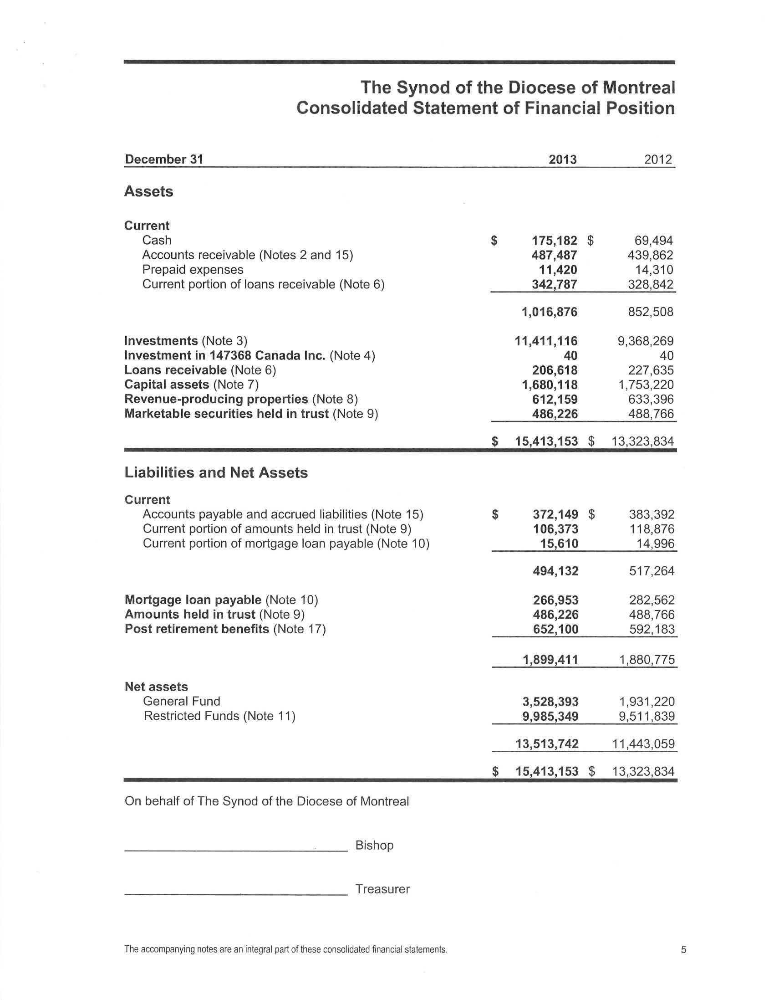 The Synod of the Diocese of Montreal
Consolidated Statement of Financial Position
December 31 2013 2012
Assets
Current
Cash $ 175,182 $ 69,494
Accounts receivable (Notes 2 and 15) 487,487 439,862
Prepaid expenses 11,420 14,310
Current portion of loans receivable (Note 6) 342,787 328,842
1,016,876 852,508
Investments (Note 3) 11,411,116 9,368,269
Investment in 147368 Canada Inc. (Note 4) 40 40
Loans receivable (Note 6) 206,618 227,635
Capital assets (Note 7) 1,680,118 1,753,220
Revenue-producing properties (Note 8) 612,159 633,396
Marketable securities held in trust (Note 9) 486,226 488,766
$ 15,413,153 $ 13,323,834
Liabilities and Net Assets
Current
Accounts payable and accrued liabilities (Note 15) $ 372,149 $ 383,392
Current portion of amounts held in trust (Note 9) 106,373 118,876
Current portion of mortgage loan payable (Note 10) 15,610 14,996
494,132 517,264
Mortgage loan payable (Note 10) 266,953 282,562
Amounts held in trust (Note 9) 486,226 488,766
Post retirement benefits (Note 17) 652,100 592,183
1,899,411 1,880,775
Net assets
General Fund 3,528,393 1,931,220
Restricted Funds (Note 11) 9,985,349 9,511,839
13,513,742 11,443,059
$ 15,413,153 $ 13,323,834
On behalf of The Synod of the Diocese of Montreal
Bishop
Treasurer
The accompanying notes are an integral part of these consolidated financial statements. 5